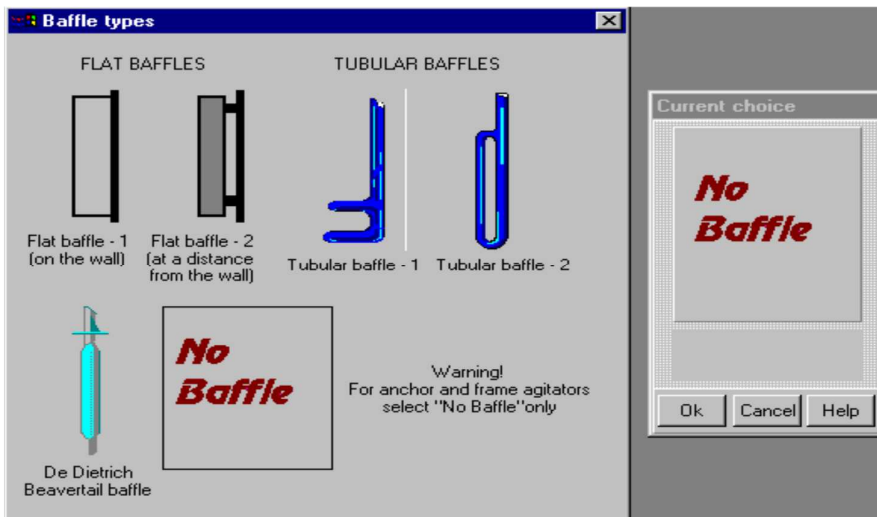 Baffle types
FLAT BAFFLES
TUBULAR BAFFLES
Flat baffle - 1
(on the wall)
Flat baffle - 2
(at a distance
from the wall)
Tubular baffle - 1
Tubular baffle - 2
De Dietrich
Beavertail baffle
No
Baffle
Warning!
For anchor and frame agitators
select "No Baffle"only
Current choice
No
Baffle
Ok
Cancel
Help